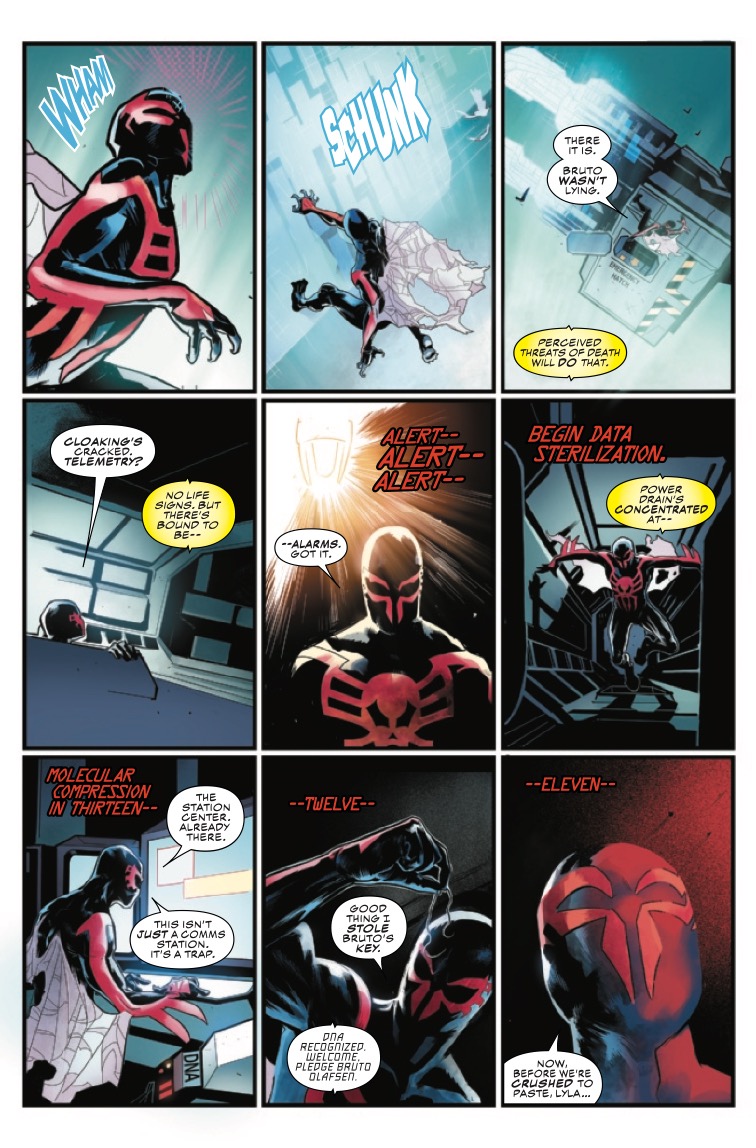 WHAM
SCHUNK
THERE
IT IS.
BRUTO
WASN'T
LYING.
EMERGENCY
HATCH
PERCEIVED
THREATS OF DEATH
WILL DO THAT.
CLOAKING'S
CRACKED.
TELEMETRY?
NO LIFE
SIGNS. BUT
THERE'S
BOUND TO
BE--
ALERT--
ALERT--
ALERT--
--ALARMS.
GOT IT.
BEGIN DATA
STERILIZATION.
POWER
DRAIN'S
CONCENTRATED
AT--
MOLECULAR
COMPRESSION
IN THIRTEEN--
THE
STATION
CENTER.
ALREADY
THERE.
THIS ISN'T
JUST A COMMS
STATION.
IT'S A TRAP.
DNA
--TWELVE--
GOOD
THING I
STOLE
BRUTO'S
KEY.
DNA
RECOGNIZED.
WELCOME,
PLEDGE BRUTO
OLAFSEN.
--ELEVEN--
NOW,
BEFORE WE'RE
CRUSHED TO
PASTE, LYLA...